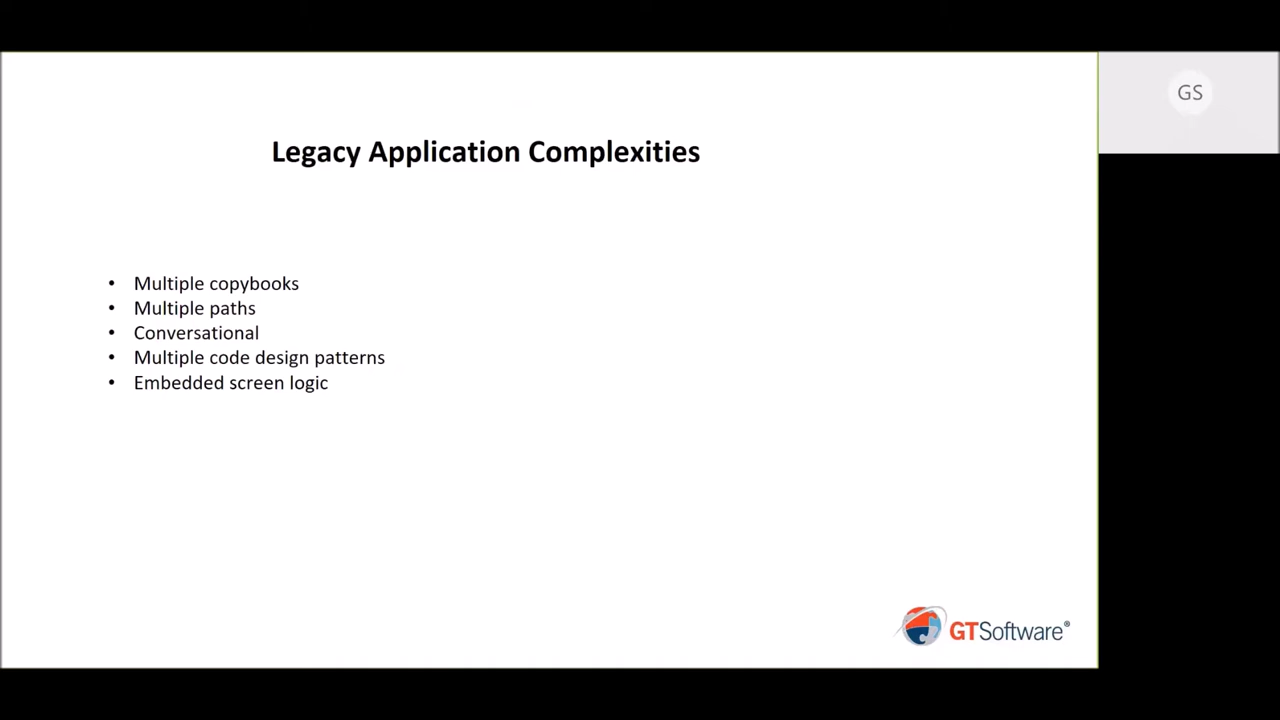 GS
Legacy Application Complexities
• Multiple copybooks
• Multiple paths
• Conversational
• Multiple code design patterns
• Embedded screen logic
GTSoftware®